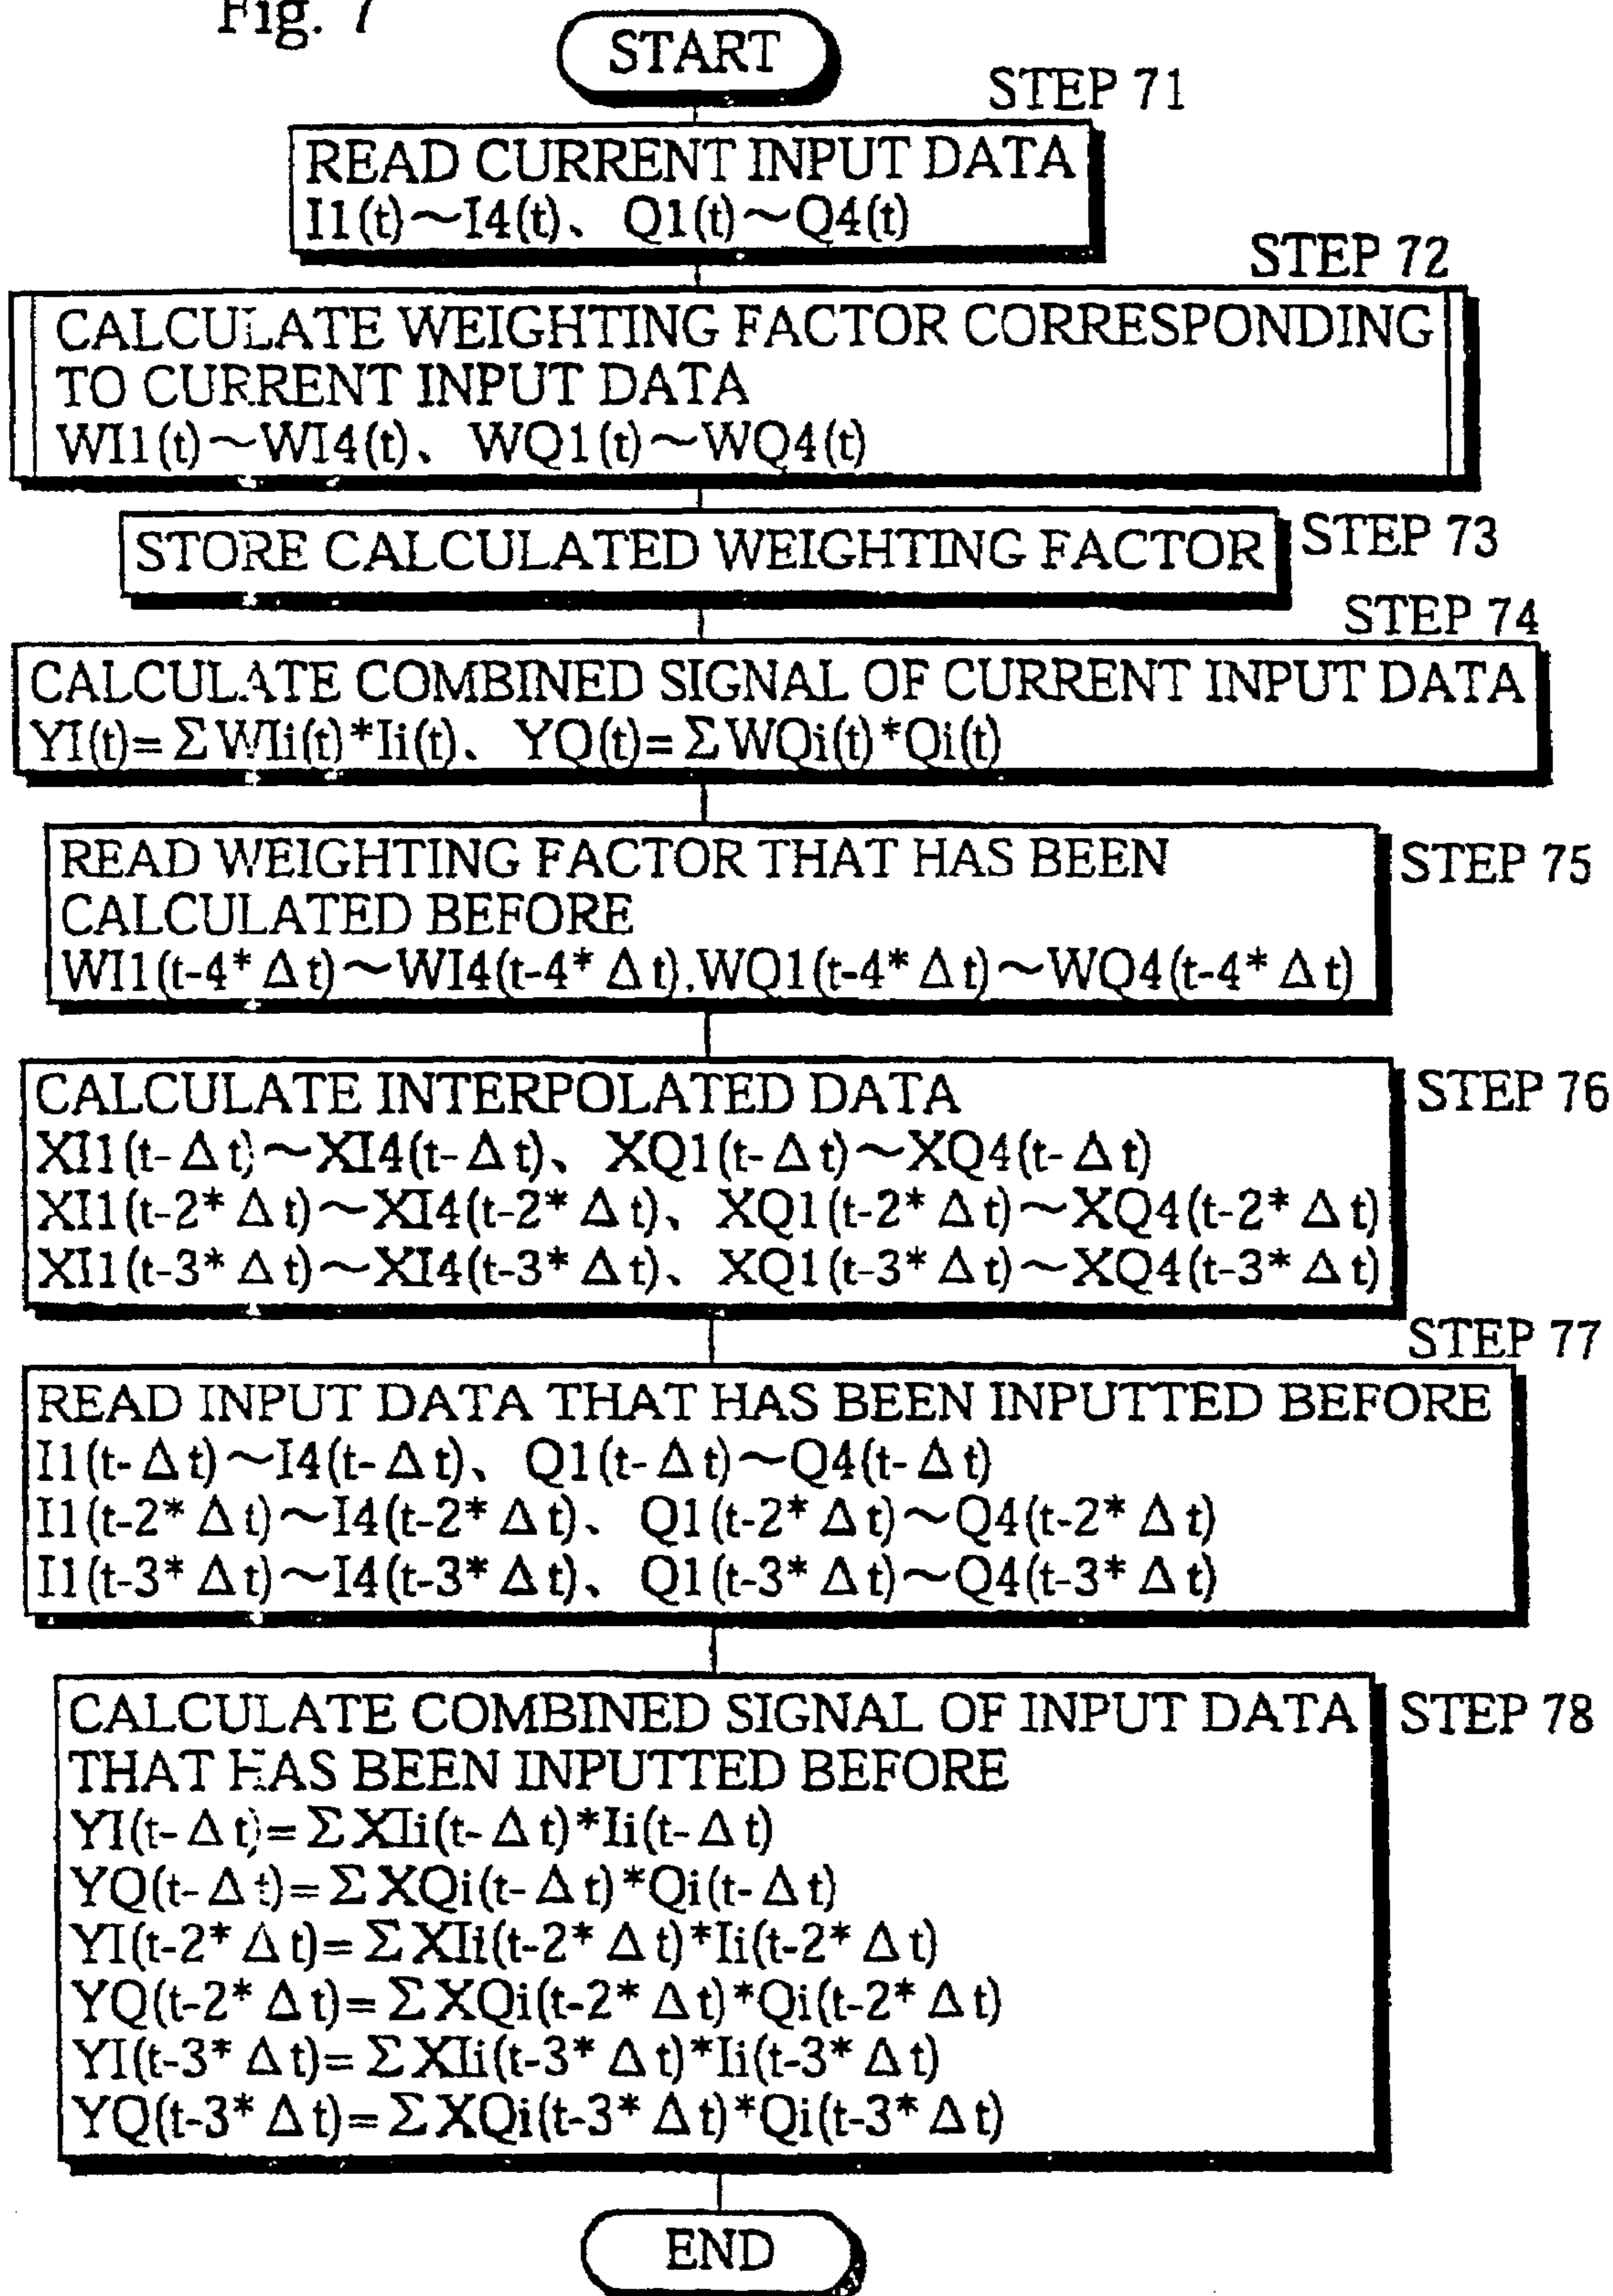 Fig. 7
START
STEP 71
READ CURRENT INPUT DATA
I1(t)～I4(t)、 Q1(t)～Q4(t)
STEP 72
CALCULATE WEIGHTING FACTOR CORRESPONDING
TO CURRENT INPUT DATA
WI1(t)～WI4(t)、 WQ1(t)～WQ4(t)
STORE CALCULATED WEIGHTING FACTOR STEP 73
STEP 74
CALCULATE COMBINED SIGNAL OF CURRENT INPUT DATA
YI(t)=ΣWIi(t)*Ii(t)、 YQ(t)=ΣWQi(t)*Qi(t)
READ WEIGHTING FACTOR THAT HAS BEEN STEP 75
CALCULATED BEFORE
WI1(t-4*Δt)～WI4(t-4*Δt)、WQ1(t-4*Δt)～WQ4(t-4*Δt)
CALCULATE INTERPOLATED DATA STEP 76
XI1(t-Δt)～XI4(t-Δt)、 XQ1(t-Δt)～XQ4(t-Δt)
XI1(t-2*Δt)～XI4(t-2*Δt)、 XQ1(t-2*Δt)～XQ4(t-2*Δt)
XI1(t-3*Δt)～XI4(t-3*Δt)、 XQ1(t-3*Δt)～XQ4(t-3*Δt)
STEP 77
READ INPUT DATA THAT HAS BEEN INPUTTED BEFORE
I1(t-Δt)～I4(t-Δt)、 Q1(t-Δt)～Q4(t-Δt)
I1(t-2*Δt)～I4(t-2*Δt)、 Q1(t-2*Δt)～Q4(t-2*Δt)
I1(t-3*Δt)～I4(t-3*Δt)、 Q1(t-3*Δt)～Q4(t-3*Δt)
CALCULATE COMBINED SIGNAL OF INPUT DATA STEP 78
THAT HAS BEEN INPUTTED BEFORE
YI(t-Δt)=ΣXIi(t-Δt)*Ii(t-Δt)
YQ(t-Δt)=ΣXQi(t-Δt)*Qi(t-Δt)
YI(t-2*Δt)=ΣXIi(t-2*Δt)*Ii(t-2*Δt)
YQ(t-2*Δt)=ΣXQi(t-2*Δt)*Qi(t-2*Δt)
YI(t-3*Δt)=ΣXIi(t-3*Δt)*Ii(t-3*Δt)
YQ(t-3*Δt)=ΣXQi(t-3*Δt)*Qi(t-3*Δt)
END